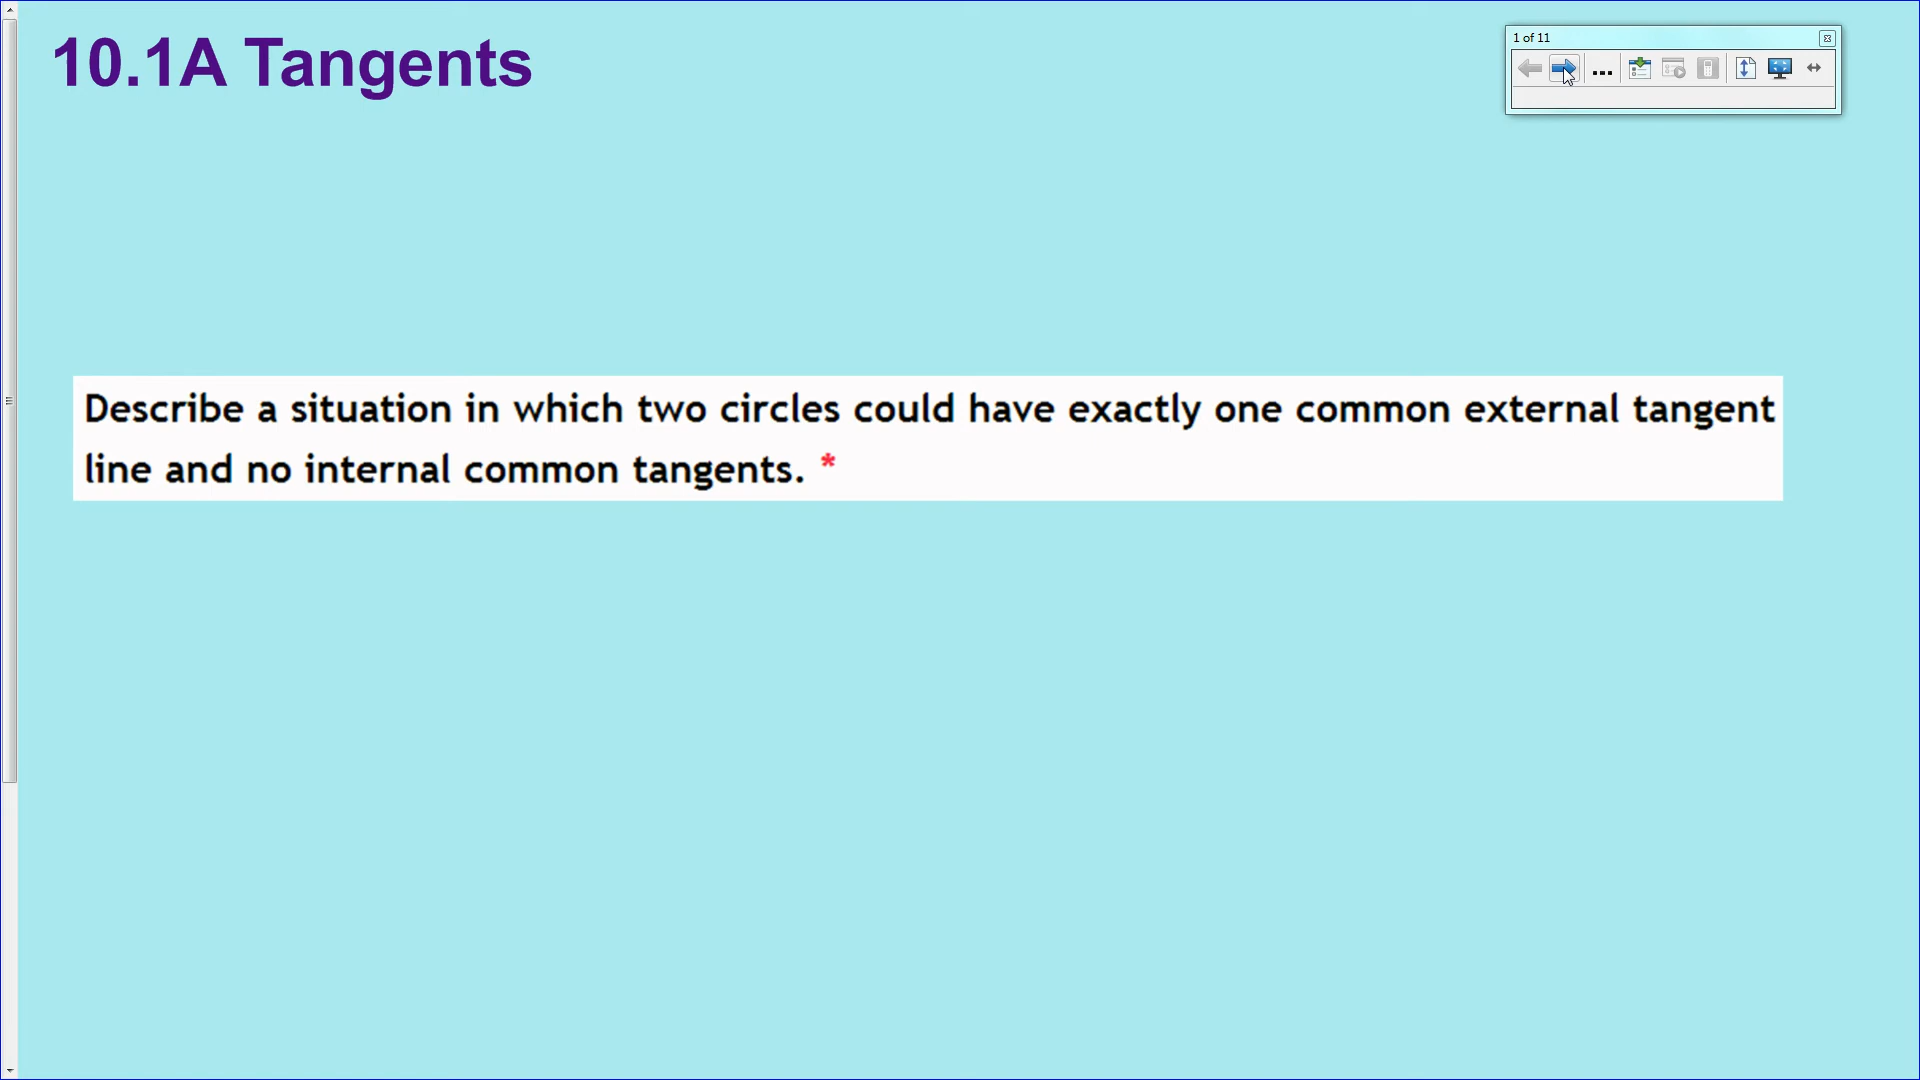 10.1A Tangents
1 of 11
Describe a situation in which two circles could have exactly one common external tangent
line and no internal common tangents. *